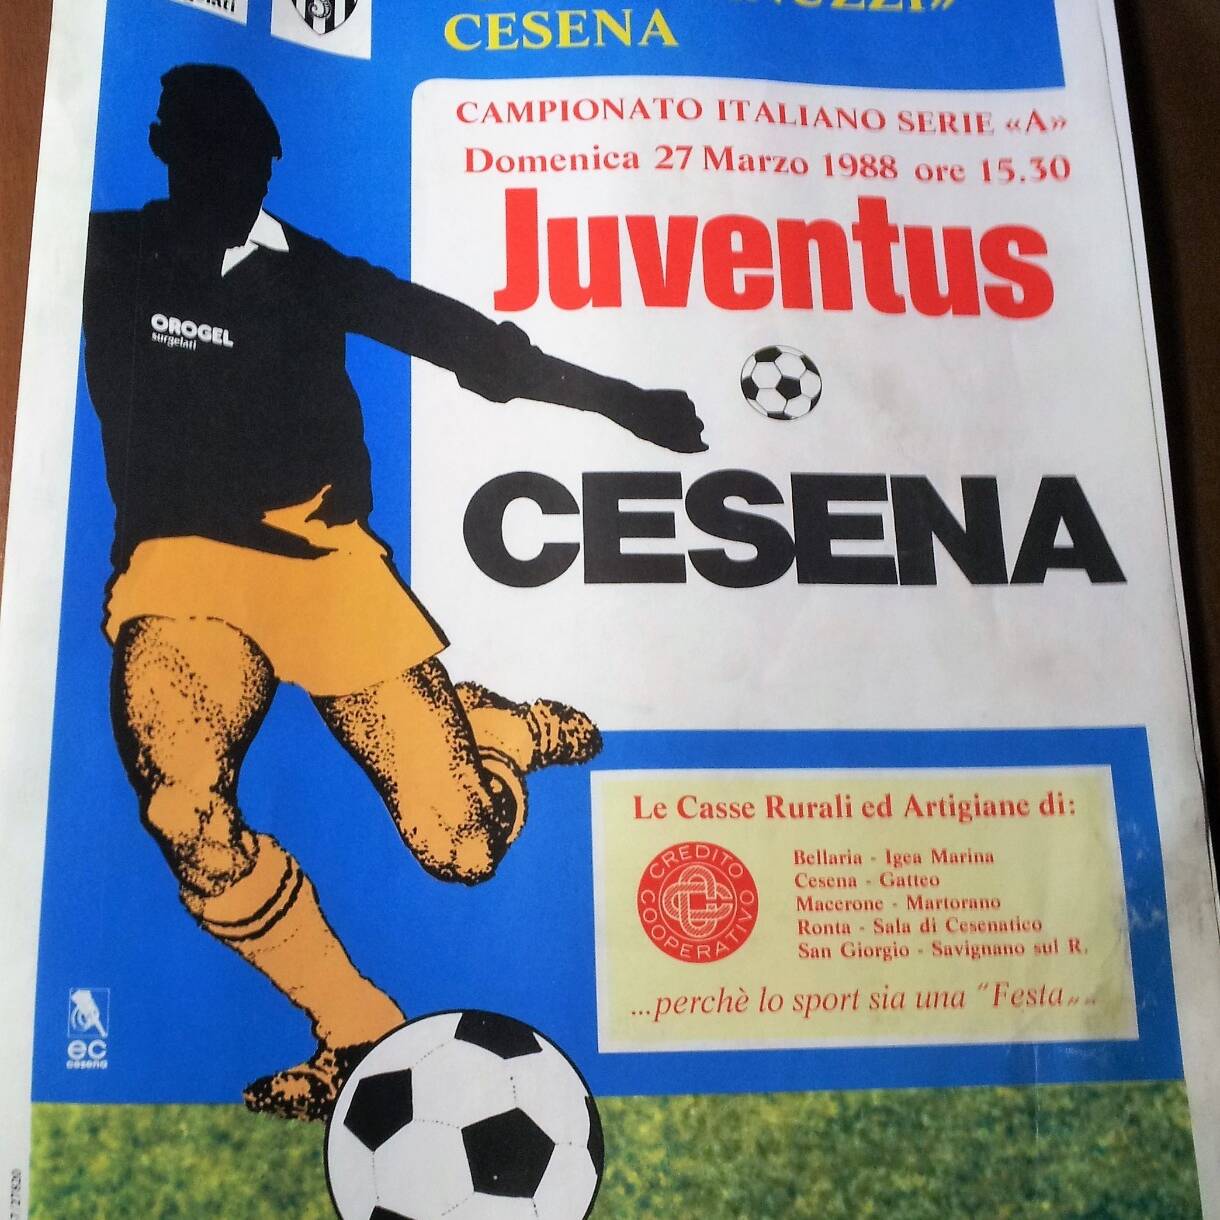 CESENA
CAMPIONATO ITALIANO SERIE «A»
Domenica 27 Marzo 1988 ore 15.30
Juventus
OROGEL
surgelati
CESENA
Le Casse Rurali ed Artigiane di:
CREDITO COOPERATIVO
Bellaria - Igea Marina
Cesena - Gatteo
Macerone - Martorano
Ronta - Sala di Cesenatico
San Giorgio - Savignano sul R.
...perchè lo sport sia una "Festa„..
ec
cesena